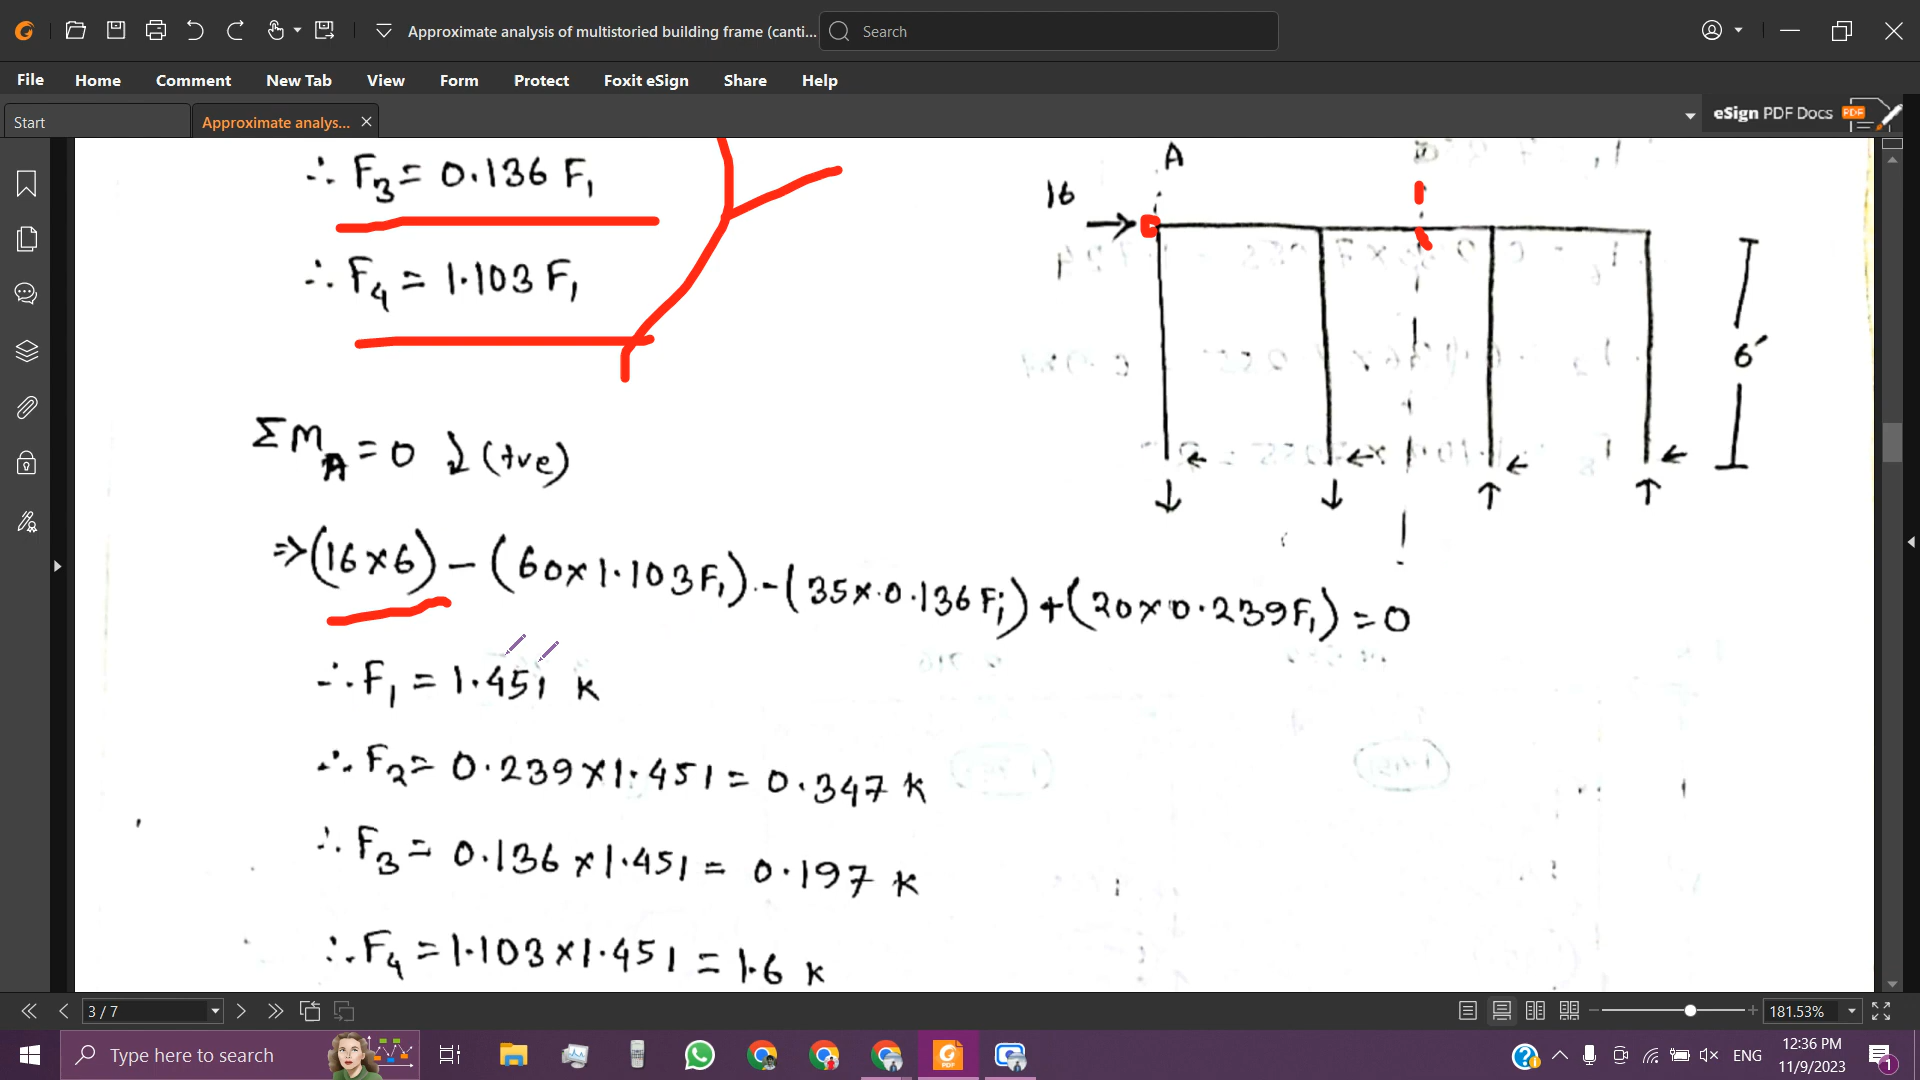 Approximate analysis of multistoried building frame (canti...
Search
File Home Comment New Tab View Form Protect Foxit eSign Share Help
Start
Approximate analys...
eSign PDF Docs
PDF
∴ F₃ = 0.136 F₁
∴ F₄ = 1.103 F₁
A
16
6'
ΣM_A = 0 (+ve)
⇒ (16×6) − (60×1.103F₁) − (35×0.136F₁) + (20×0.239F₁) = 0
∴ F₁ = 1.451 k
∴ F₂ = 0.239×1.451 = 0.347 k
∴ F₃ = 0.136×1.451 = 0.197 k
∴ F₄ = 1.103×1.451 = 1.6 k
3 / 7
181.53%
Type here to search
ENG
12:36 PM
11/9/2023
1